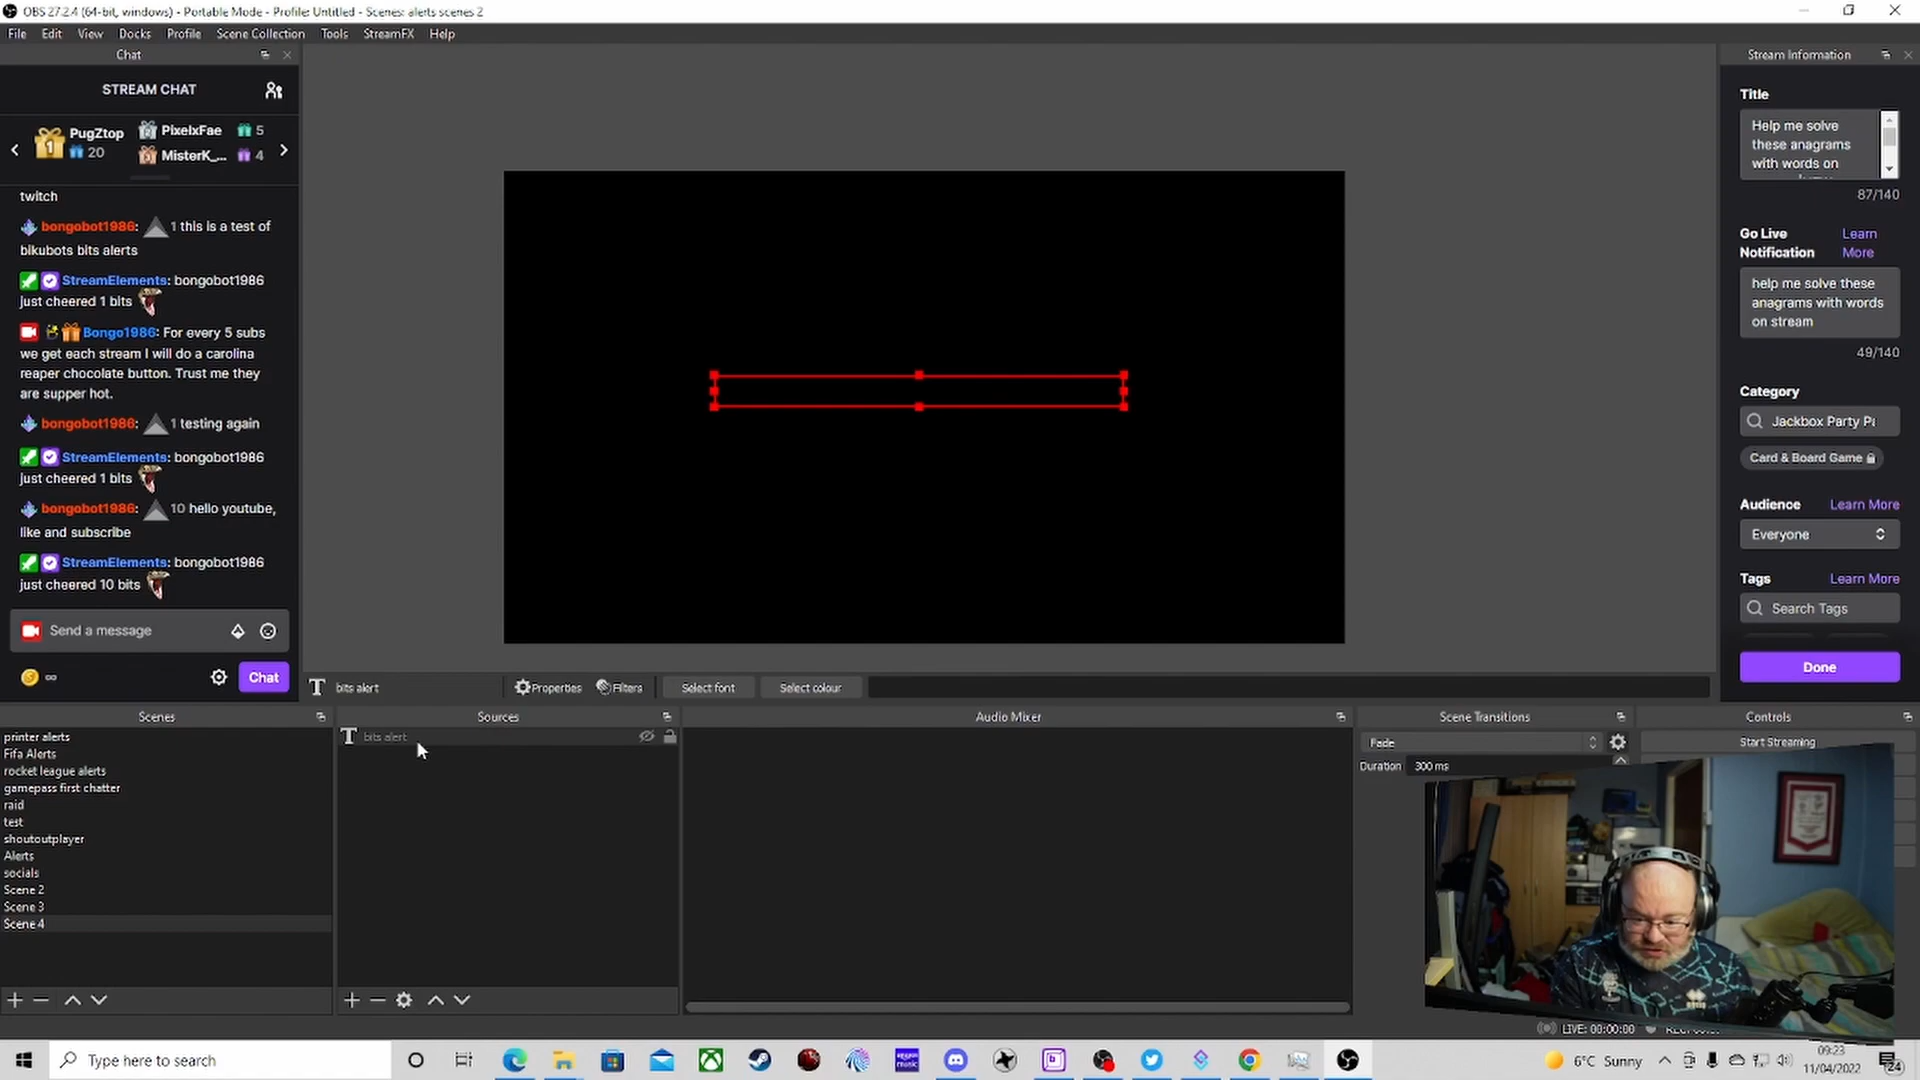 OBS 27.2.4 (64-bit, windows) - Portable Mode - Profile: Untitled - Scenes: alerts scenes 2
File Edit View Docks Profile Scene Collection Tools StreamFX Help
Chat
STREAM CHAT
PugZtop
20
PixelxFae 5
MisterK_... 4
twitch
bongobot1986: 1 this is a test of
bikubots bits alerts
StreamElements: bongobot1986
just cheered 1 bits
Bongo1986: For every 5 subs
we get each stream I will do a carolina
reaper chocolate button. Trust me they
are supper hot.
bongobot1986: 1 testing again
StreamElements: bongobot1986
just cheered 1 bits
bongobot1986: 10 hello youtube,
like and subscribe
StreamElements: bongobot1986
just cheered 10 bits
Send a message
Chat
Stream Information
Title
Help me solve
these anagrams
with words on
87/140
Go Live
Notification
Learn
More
help me solve these
anagrams with words
on stream
49/140
Category
Jackbox Party P
Card & Board Game
Audience Learn More
Everyone
Tags Learn More
Search Tags
Done
T bits alert Properties Filters Select font Select colour
Scenes
printer alerts
Fifa Alerts
rocket league alerts
gamepass first chatter
raid
test
shoutoutplayer
Alerts
socials
Scene 2
Scene 3
Scene 4
Sources
T bits alert
Audio Mixer
Scene Transitions
Fade
Duration 300 ms
Controls
Start Streaming
LIVE: 00:00:00
Type here to search
6°C Sunny
09:23
11/04/2022
24